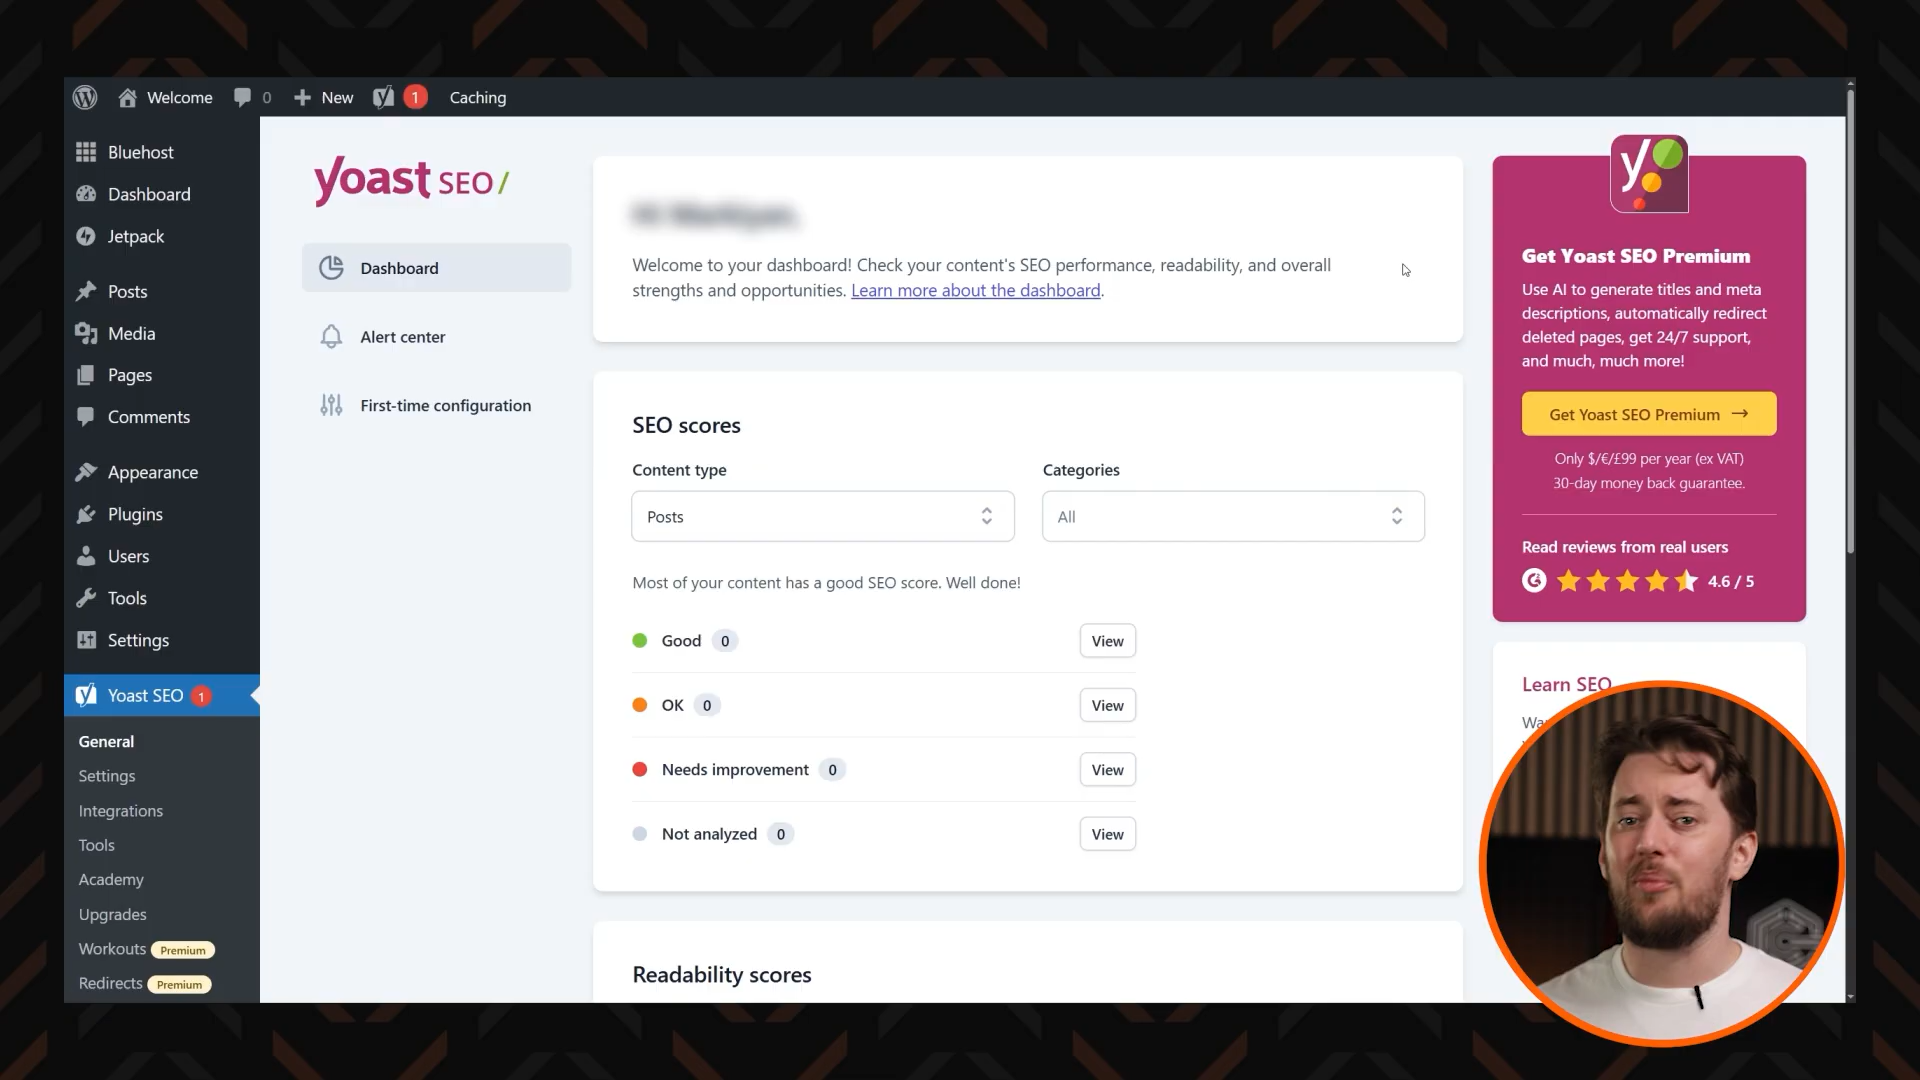 Welcome 0 New 1 Caching
Bluehost
Dashboard
Jetpack
Posts
Media
Pages
Comments
Appearance
Plugins
Users
Tools
Settings
Yoast SEO 1
General
Settings
Integrations
Tools
Academy
Upgrades
Workouts Premium
Redirects Premium
yoast SEO/
Dashboard
Alert center
First-time configuration
Welcome to your dashboard! Check your content's SEO performance, readability, and overall
strengths and opportunities. Learn more about the dashboard.
SEO scores
Content type
Posts
Categories
All
Most of your content has a good SEO score. Well done!
Good 0 View
OK 0 View
Needs improvement 0 View
Not analyzed 0 View
Readability scores
Get Yoast SEO Premium
Use AI to generate titles and meta
descriptions, automatically redirect
deleted pages, get 24/7 support,
and much, much more!
Get Yoast SEO Premium →
Only $/€/£99 per year (ex VAT)
30-day money back guarantee.
Read reviews from real users
4.6 / 5
Learn SEO